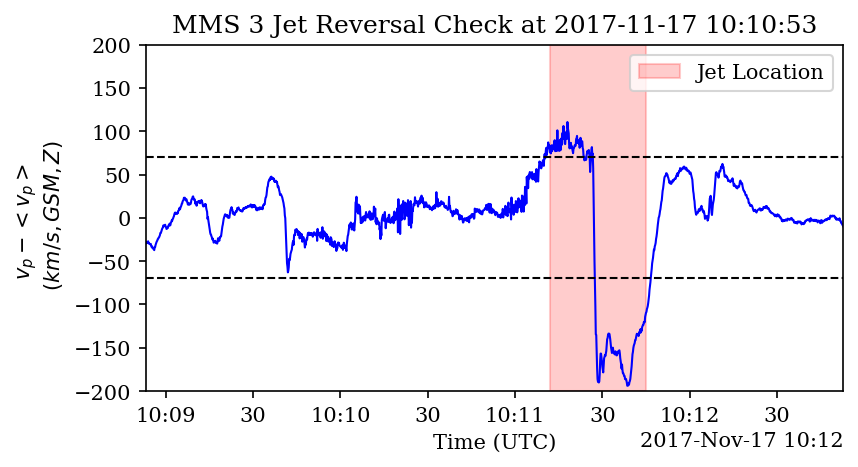 MMS 3 Jet Reversal Check at 2017-11-17 10:10:53
Jet Location
200
150
100
50
0
−50
−100
−150
−200
v_p − < v_p >
(km/s, GSM, Z)
10:09 30 10:10 30 10:11 30 10:12 30
Time (UTC)
2017-Nov-17 10:12